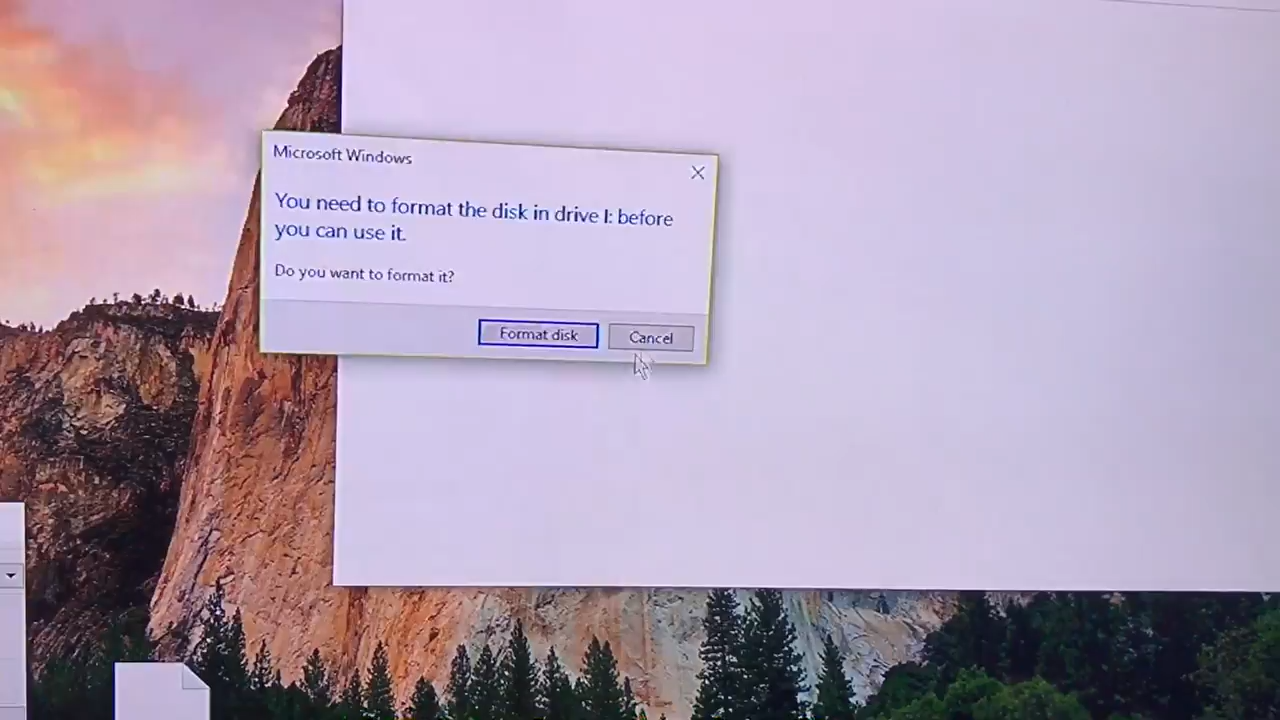 Microsoft Windows
You need to format the disk in drive I: before
you can use it.
Do you want to format it?
Format disk
Cancel